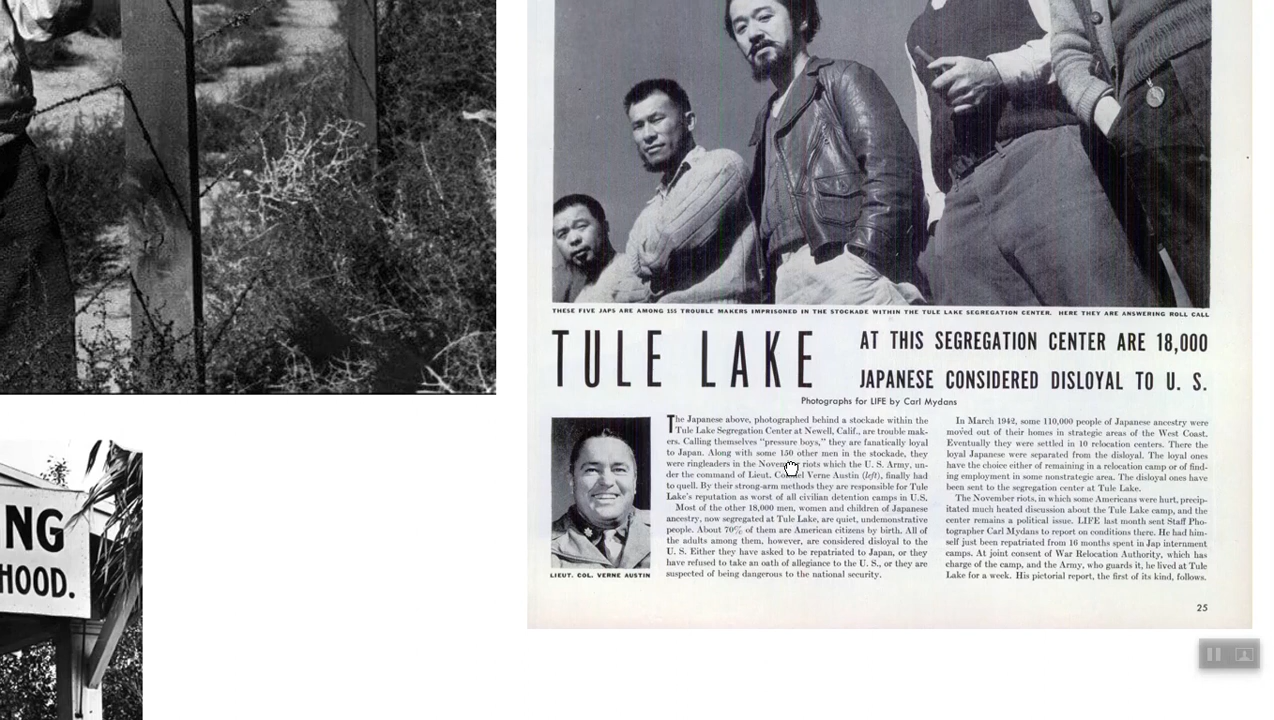 THESE FIVE JAPS ARE AMONG 155 TROUBLE MAKERS IMPRISONED IN THE STOCKADE WITHIN THE TULE LAKE SEGREGATION CENTER. HERE THEY ARE ANSWERING ROLL CALL
TULE LAKE
AT THIS SEGREGATION CENTER ARE 18,000
JAPANESE CONSIDERED DISLOYAL TO U. S.
Photographs for LIFE by Carl Mydans
The Japanese above, photographed behind a stockade within the
Tule Lake Segregation Center at Newell, Calif., are trouble mak-
ers. Calling themselves "pressure boys," they are fanatically loyal
to Japan. Along with some 150 other men in the stockade, they
were ringleaders in the November riots which the U. S. Army, un-
der the command of Lieut. Colonel Verne Austin (left), finally had
to quell. By their strong-arm methods they are responsible for Tule
Lake's reputation as worst of all civilian detention camps in U.S.
Most of the other 18,000 men, women and children of Japanese
ancestry, now segregated at Tule Lake, are quiet, undemonstrative
people. About 70% of them are American citizens by birth. All of
the adults among them, however, are considered disloyal to the
U. S. Either they have asked to be repatriated to Japan, or they
have refused to take an oath of allegiance to the U. S., or they are
suspected of being dangerous to the national security.
In March 1942, some 110,000 people of Japanese ancestry were
moved out of their homes in strategic areas of the West Coast.
Eventually they were settled in 10 relocation centers. There the
loyal Japanese were separated from the disloyal. The loyal ones
have the choice either of remaining in a relocation camp or of find-
ing employment in some nonstrategic area. The disloyal ones have
been sent to the segregation center at Tule Lake.
The November riots, in which some Americans were hurt, precip-
itated much heated discussion about the Tule Lake camp, and the
center remains a political issue. LIFE last month sent Staff Pho-
tographer Carl Mydans to report on conditions there. He had him-
self just been repatriated from 16 months spent in Jap internment
camps. At joint consent of War Relocation Authority, which has
charge of the camp, and the Army, who guards it, he lived at Tule
Lake for a week. His pictorial report, the first of its kind, follows.
LIEUT. COL. VERNE AUSTIN
25
NG
HOOD.